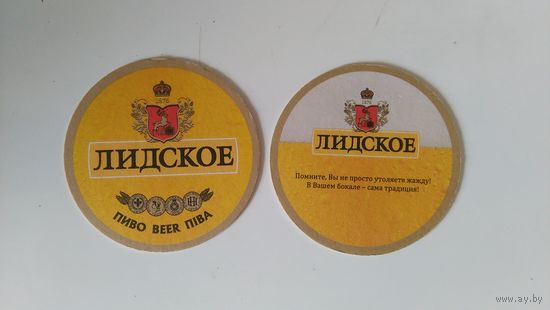 1876
ЛИДСКОЕ
ПИВО BEER ПІВА
1876
ЛИДСКОЕ
Помните, Вы не просто утоляете жажду!
В Вашем бокале – сама традиция!
www.ay.by